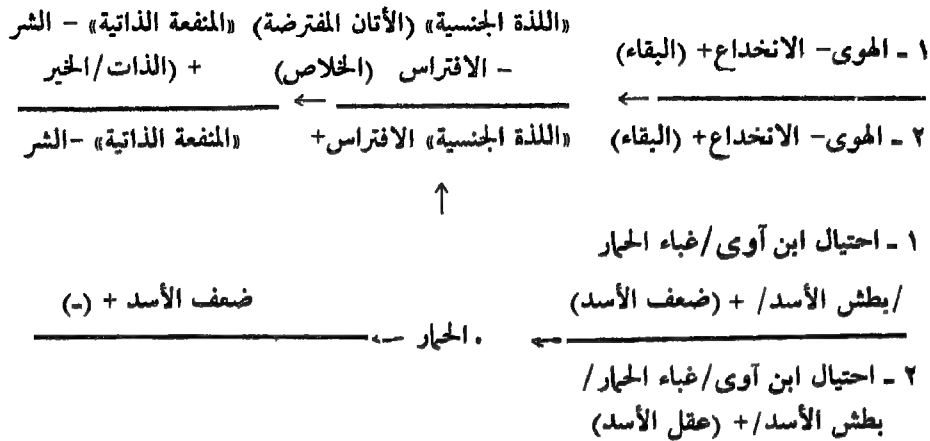 «اللذة الجنسية» (الأتان المفترضة) «المنفعة الذاتية» – الشر
١ ـ الهوى– الانخداع+ (البقاء) – الافتراس (الخلاص) + (الذات/الخير
٢ ـ الهوى– الانخداع+ (البقاء) «اللذة الجنسية» الافتراس+ «المنفعة الذاتية» –الشر
١ ـ احتيال ابن آوى/غباء الحمار
/بطش الأسد/ + (ضعف الأسد) ضعف الأسد + (–)
. الحمار
٢ ـ احتيال ابن آوى/غباء الحمار/
بطش الأسد/+ (عقل الأسد)